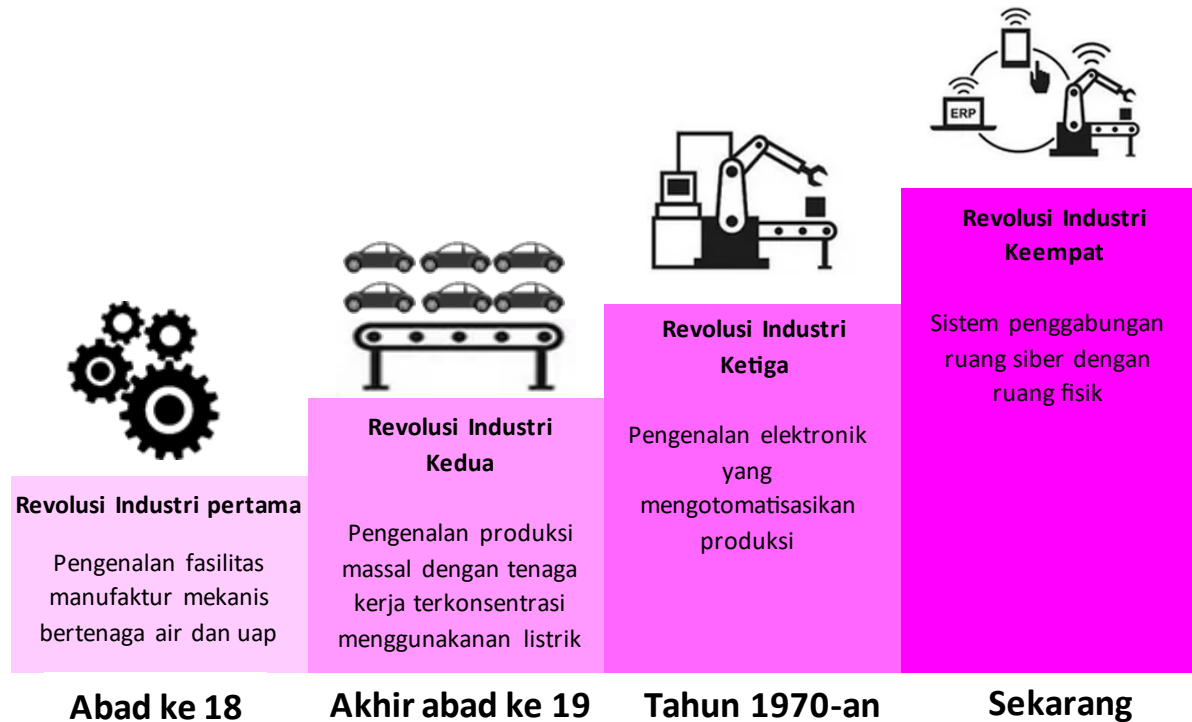 ERP
Revolusi Industri pertama
Pengenalan fasilitas
manufaktur mekanis
bertenaga air dan uap
Abad ke 18
Revolusi Industri
Kedua
Pengenalan produksi
massal dengan tenaga
kerja terkonsentrasi
menggunakanan listrik
Akhir abad ke 19
Revolusi Industri
Ketiga
Pengenalan elektronik
yang
mengotomatisasikan
produksi
Tahun 1970-an
Revolusi Industri
Keempat
Sistem penggabungan
ruang siber dengan
ruang fisik
Sekarang